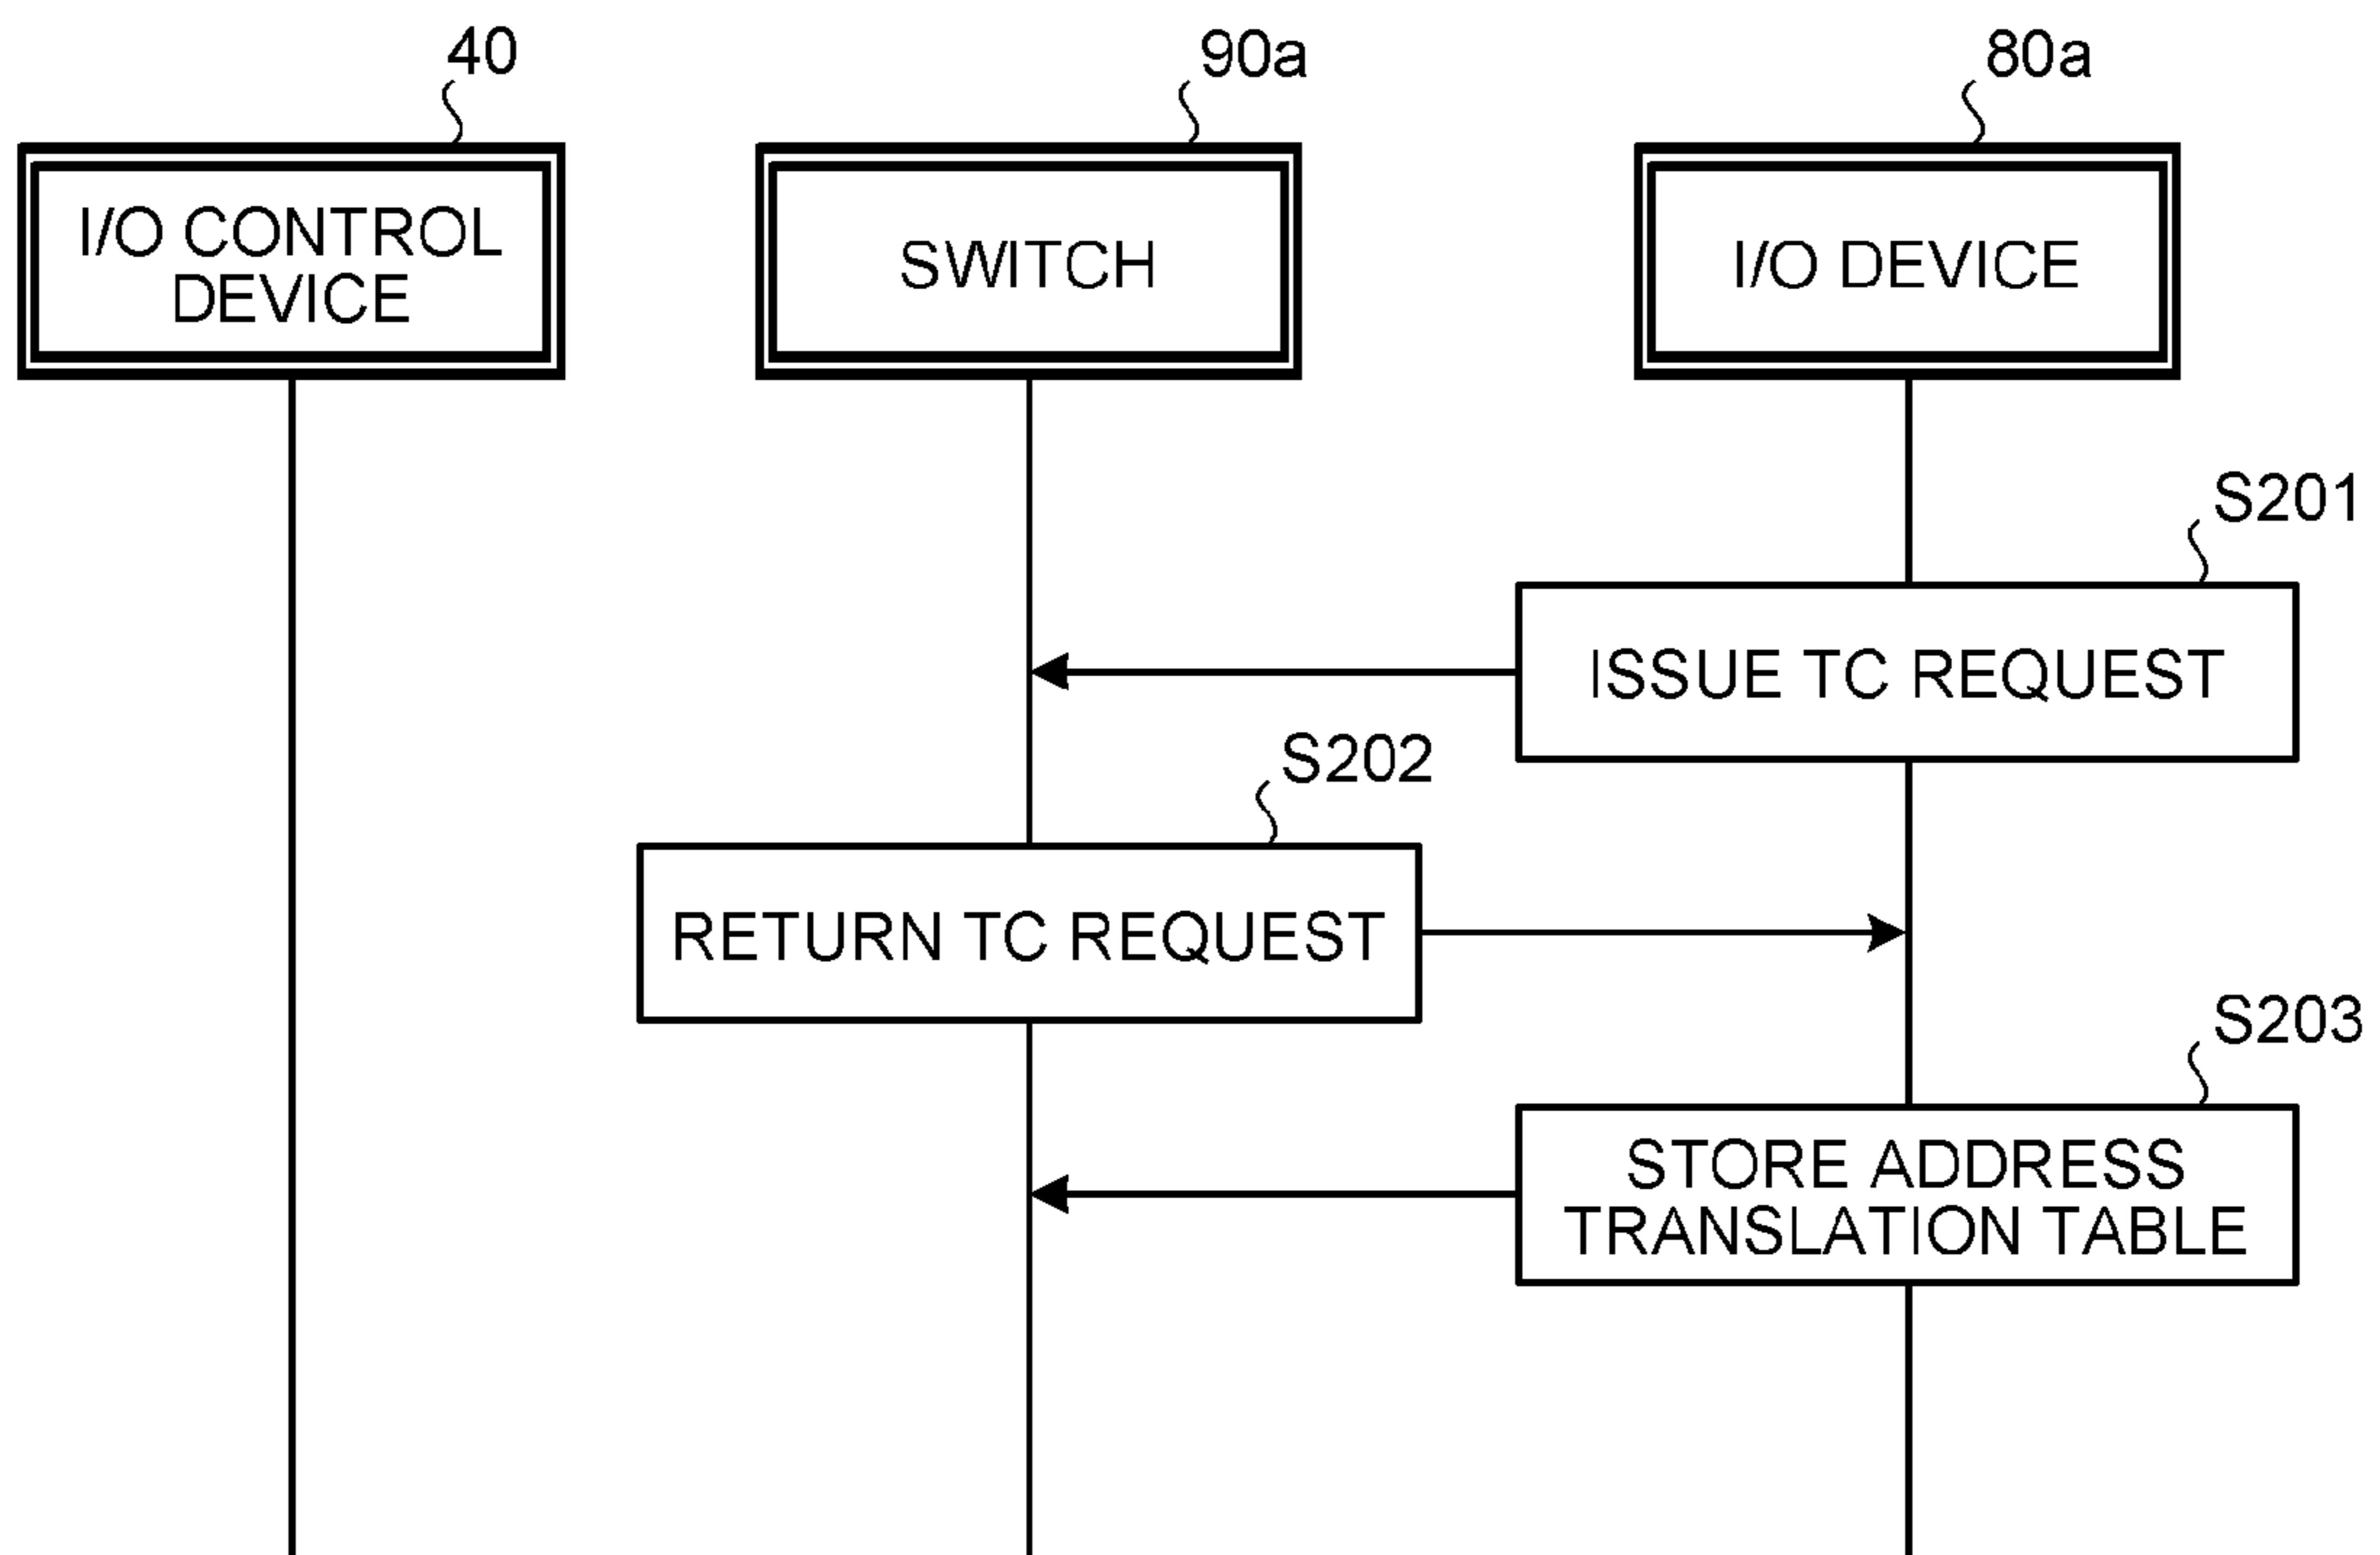 40
90a
80a
I/O CONTROL
DEVICE
SWITCH
I/O DEVICE
S201
ISSUE TC REQUEST
S202
RETURN TC REQUEST
S203
STORE ADDRESS
TRANSLATION TABLE